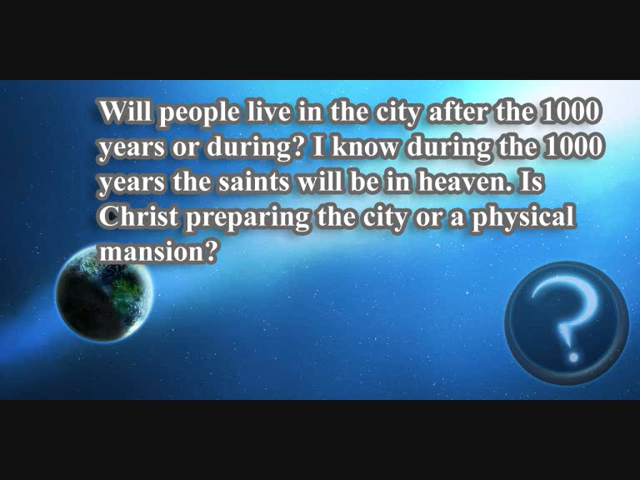 Will people live in the city after the 1000
years or during? I know during the 1000
years the saints will be in heaven. Is
Christ preparing the city or a physical
mansion?